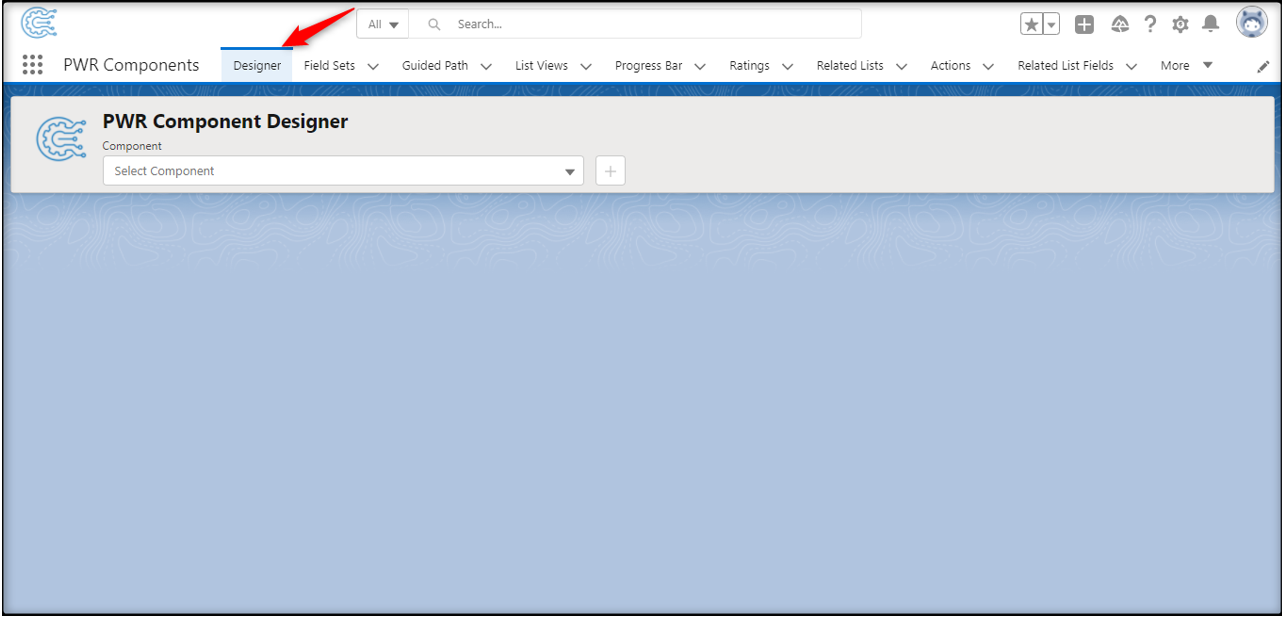 All
Search...
PWR Components Designer Field Sets Guided Path List Views Progress Bar Ratings Related Lists Actions Related List Fields More
PWR Component Designer
Component
Select Component